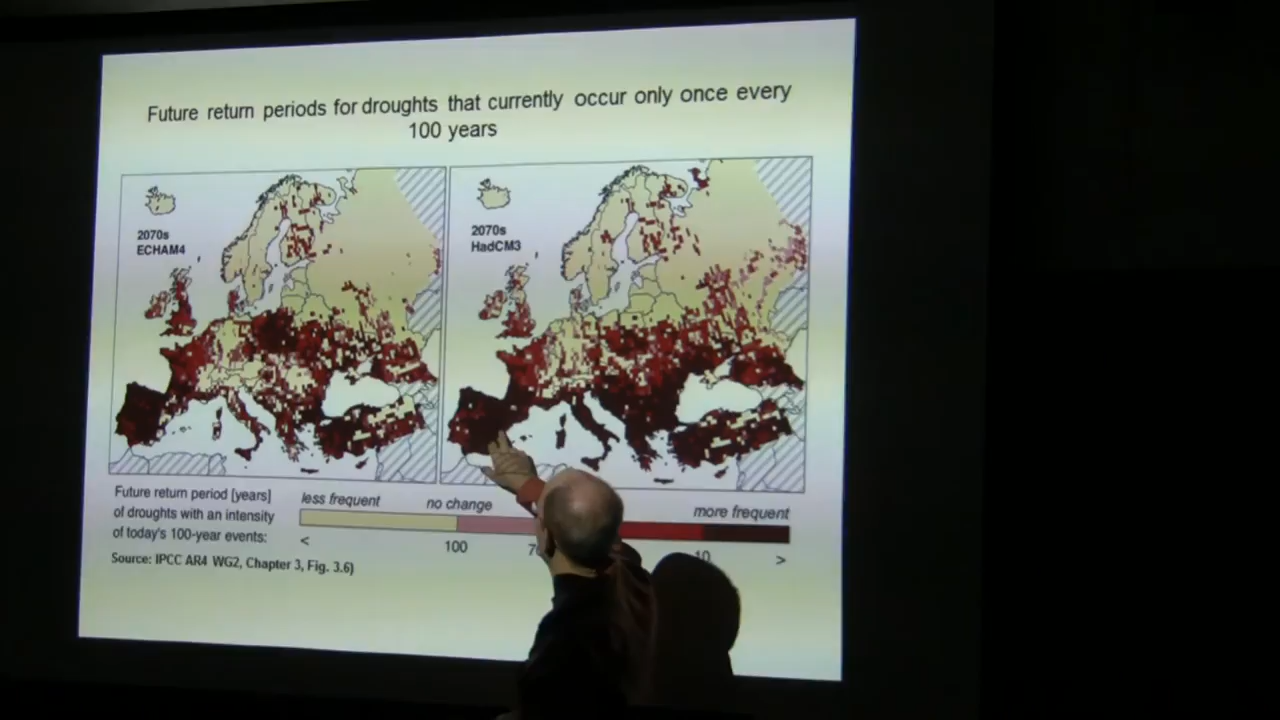 Future return periods for droughts that currently occur only once every
100 years
2070s
ECHAM4
2070s
HadCM3
Future return period [years]
of droughts with an intensity
of today's 100-year events:
less frequent
no change
more frequent
<
100
10
>
Source: IPCC AR4 WG2, Chapter 3, Fig. 3.6)